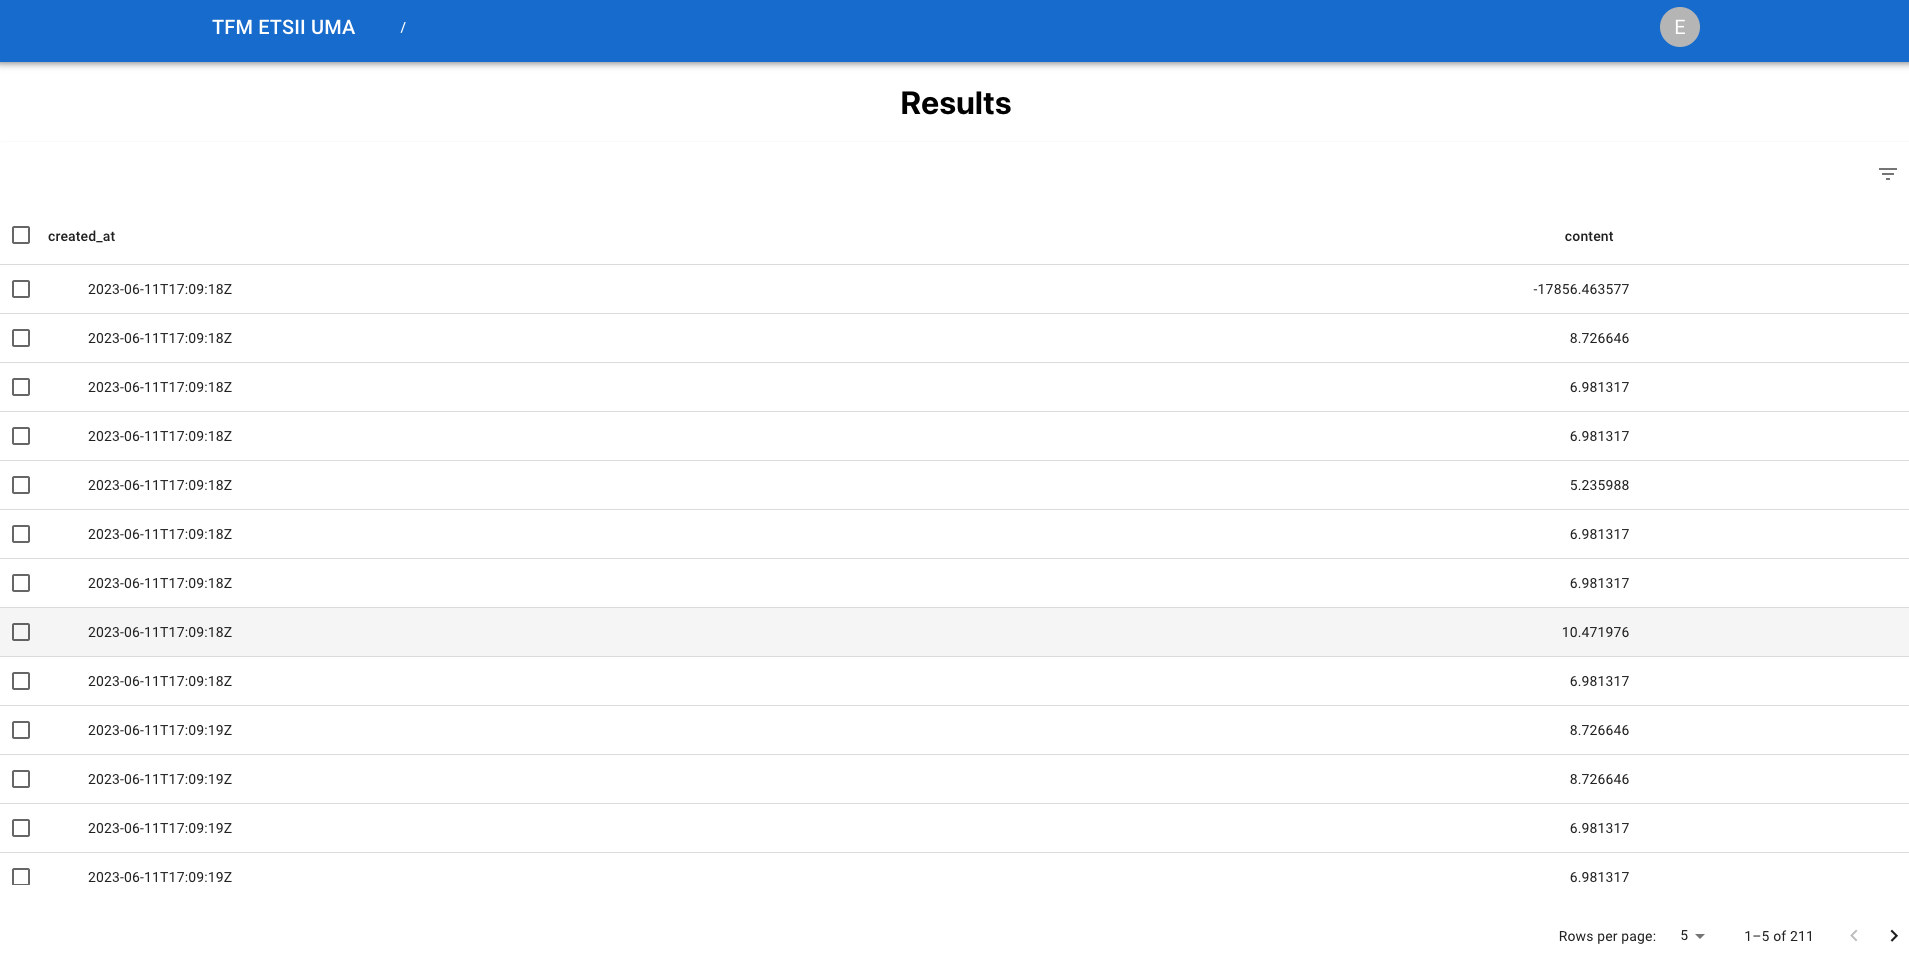 TFM ETSII UMA / E
Results
created_at content
2023-06-11T17:09:18Z -17856.463577
2023-06-11T17:09:18Z 8.726646
2023-06-11T17:09:18Z 6.981317
2023-06-11T17:09:18Z 6.981317
2023-06-11T17:09:18Z 5.235988
2023-06-11T17:09:18Z 6.981317
2023-06-11T17:09:18Z 6.981317
2023-06-11T17:09:18Z 10.471976
2023-06-11T17:09:18Z 6.981317
2023-06-11T17:09:19Z 8.726646
2023-06-11T17:09:19Z 8.726646
2023-06-11T17:09:19Z 6.981317
2023-06-11T17:09:19Z 6.981317
Rows per page: 5 1–5 of 211